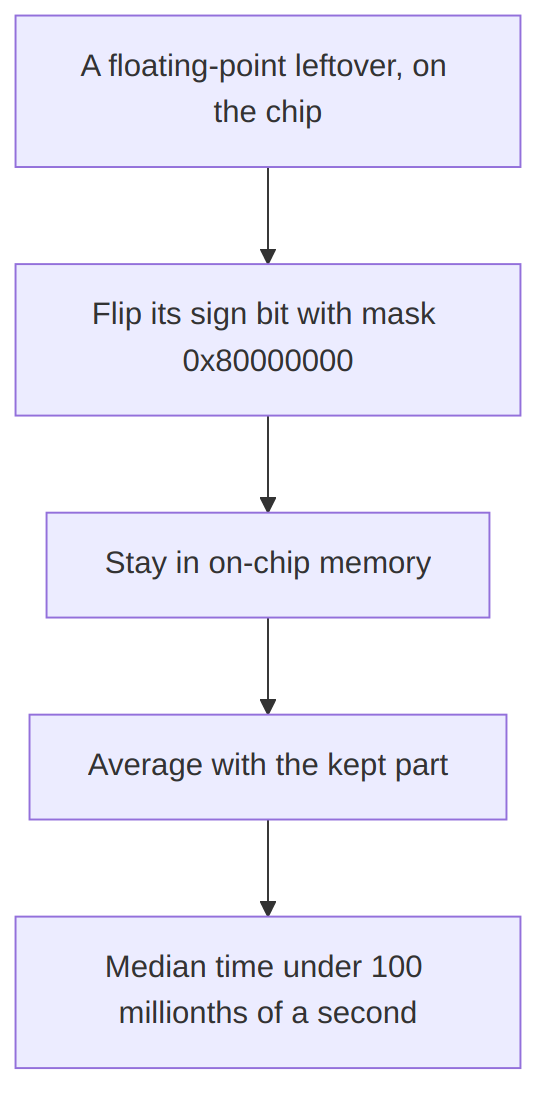 A floating-point leftover, on
the chip
Flip its sign bit with mask
0x80000000
Stay in on-chip memory
Average with the kept part
Median time under 100
millionths of a second